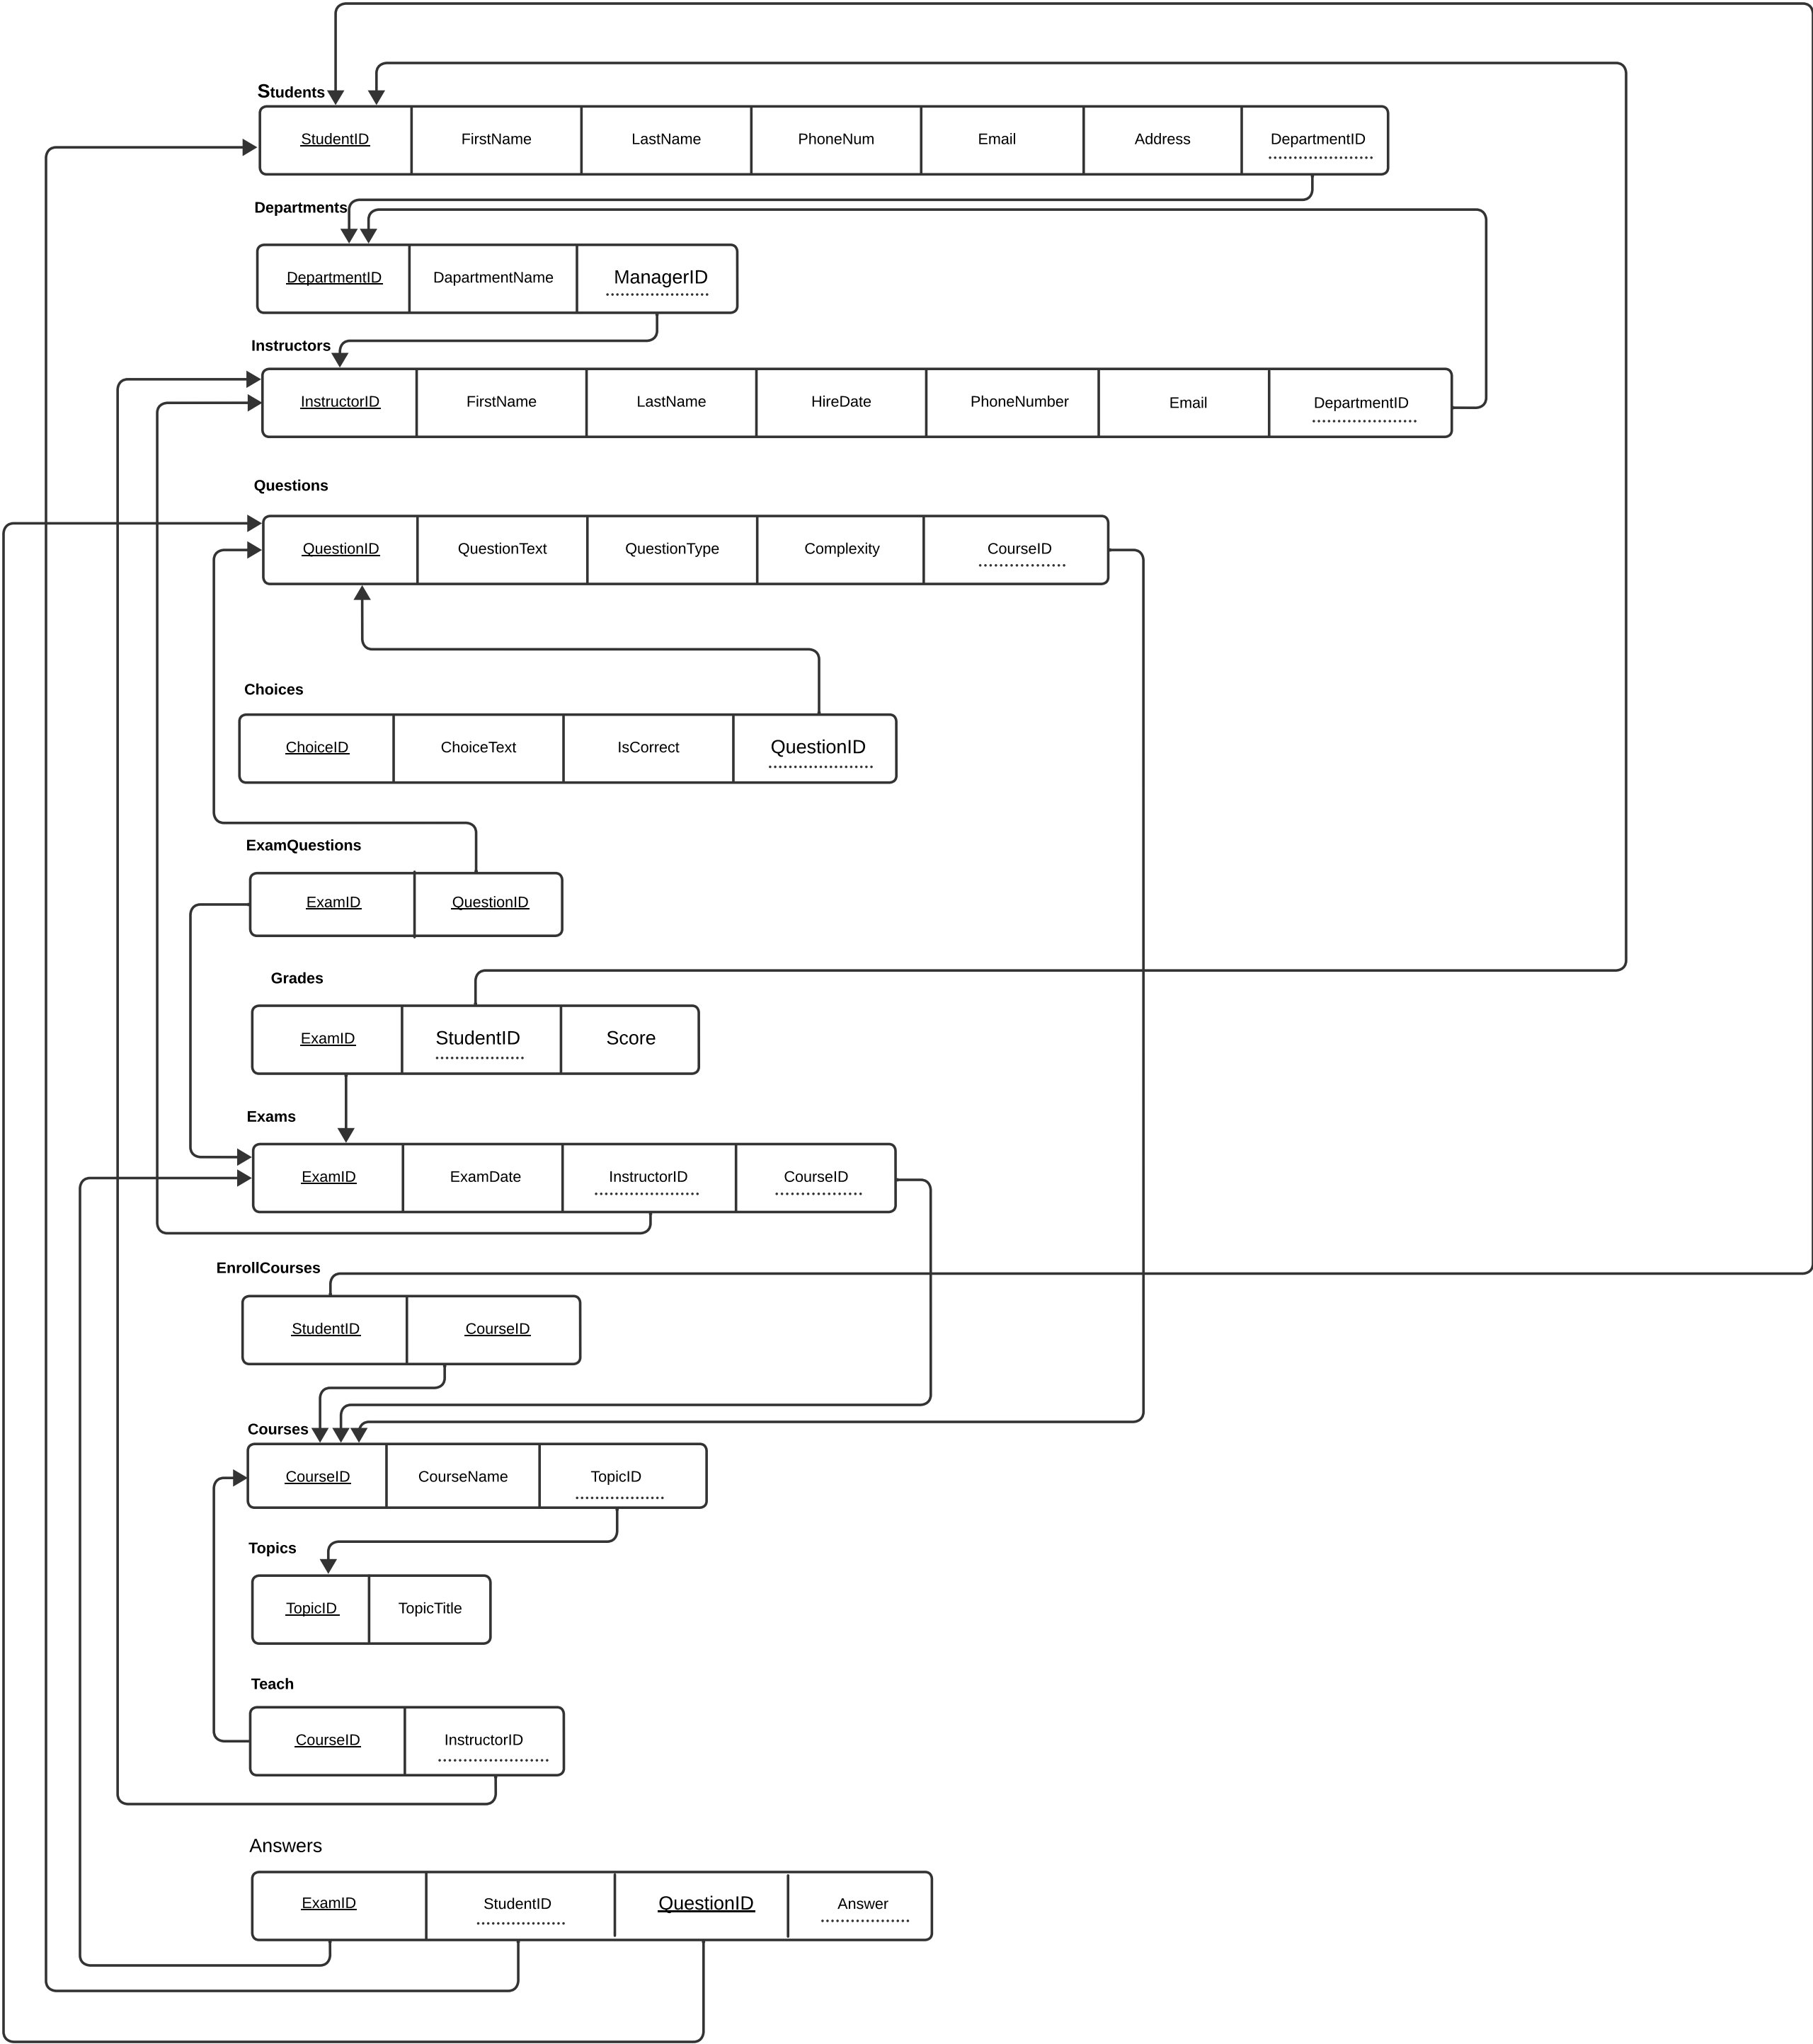 Students
StudentID FirstName LastName PhoneNum Email Address DepartmentID
Departments
DepartmentID DapartmentName ManagerID
Instructors
InstructorID FirstName LastName HireDate PhoneNumber Email DepartmentID
Questions
QuestionID QuestionText QuestionType Complexity CourseID
Choices
ChoiceID ChoiceText IsCorrect QuestionID
ExamQuestions
ExamID QuestionID
Grades
ExamID StudentID Score
Exams
ExamID ExamDate InstructorID CourseID
EnrollCourses
StudentID CourseID
Courses
CourseID CourseName TopicID
Topics
TopicID TopicTitle
Teach
CourseID InstructorID
Answers
ExamID StudentID QuestionID Answer